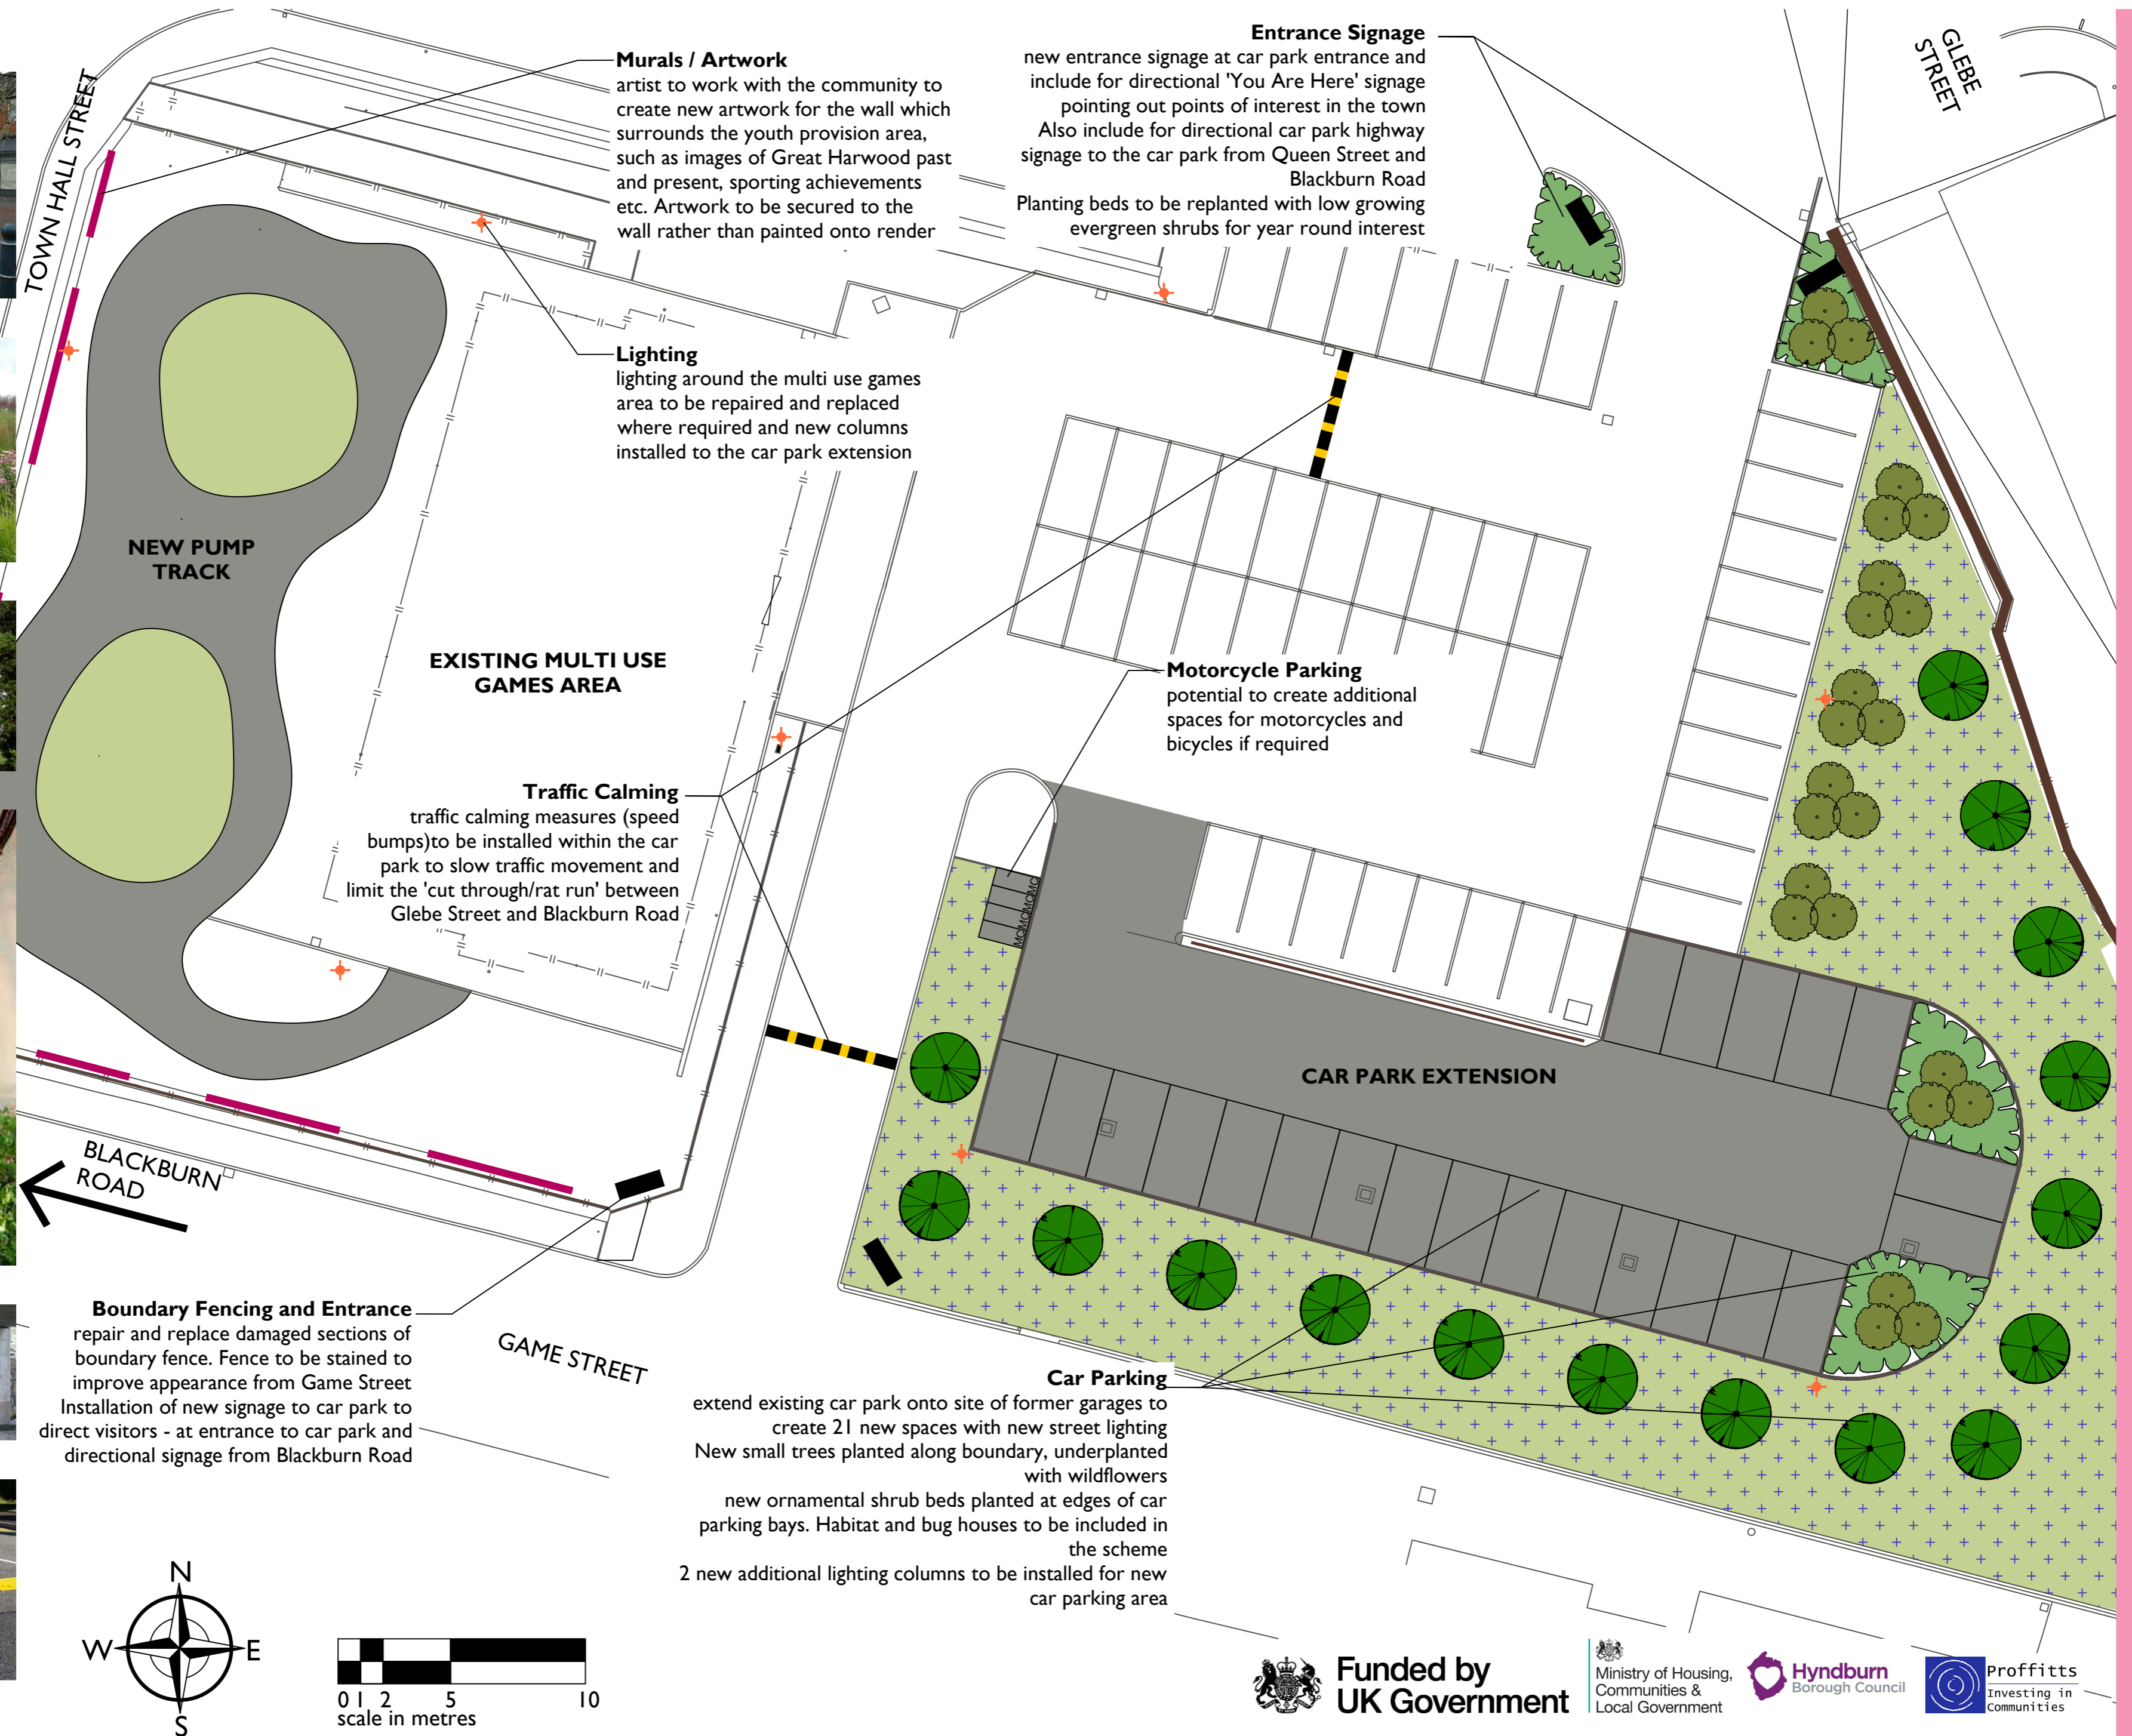 Murals / Artwork
artist to work with the community to
create new artwork for the wall which
surrounds the youth provision area,
such as images of Great Harwood past
and present, sporting achievements
etc. Artwork to be secured to the
wall rather than painted onto render
Entrance Signage
new entrance signage at car park entrance and
include for directional 'You Are Here' signage
pointing out points of interest in the town
Also include for directional car park highway
signage to the car park from Queen Street and
Blackburn Road
Planting beds to be replanted with low growing
evergreen shrubs for year round interest
GLEBE
STREET
TOWN HALL STREET
Lighting
lighting around the multi use games
area to be repaired and replaced
where required and new columns
installed to the car park extension
NEW PUMP
TRACK
EXISTING MULTI USE
GAMES AREA
Motorcycle Parking
potential to create additional
spaces for motorcycles and
bicycles if required
Traffic Calming
traffic calming measures (speed
bumps)to be installed within the car
park to slow traffic movement and
limit the 'cut through/rat run' between
Glebe Street and Blackburn Road
MC
MC
MC
MC
CAR PARK EXTENSION
BLACKBURN
ROAD
Boundary Fencing and Entrance
repair and replace damaged sections of
boundary fence. Fence to be stained to
improve appearance from Game Street
Installation of new signage to car park to
direct visitors - at entrance to car park and
directional signage from Blackburn Road
GAME STREET
Car Parking
extend existing car park onto site of former garages to
create 21 new spaces with new street lighting
New small trees planted along boundary, underplanted
with wildflowers
new ornamental shrub beds planted at edges of car
parking bays. Habitat and bug houses to be included in
the scheme
2 new additional lighting columns to be installed for new
car parking area
N
W
E
S
0 1 2 5 10
scale in metres
Funded by
UK Government
Ministry of Housing,
Communities &
Local Government
Hyndburn
Borough Council
Proffitts
Investing in
Communities